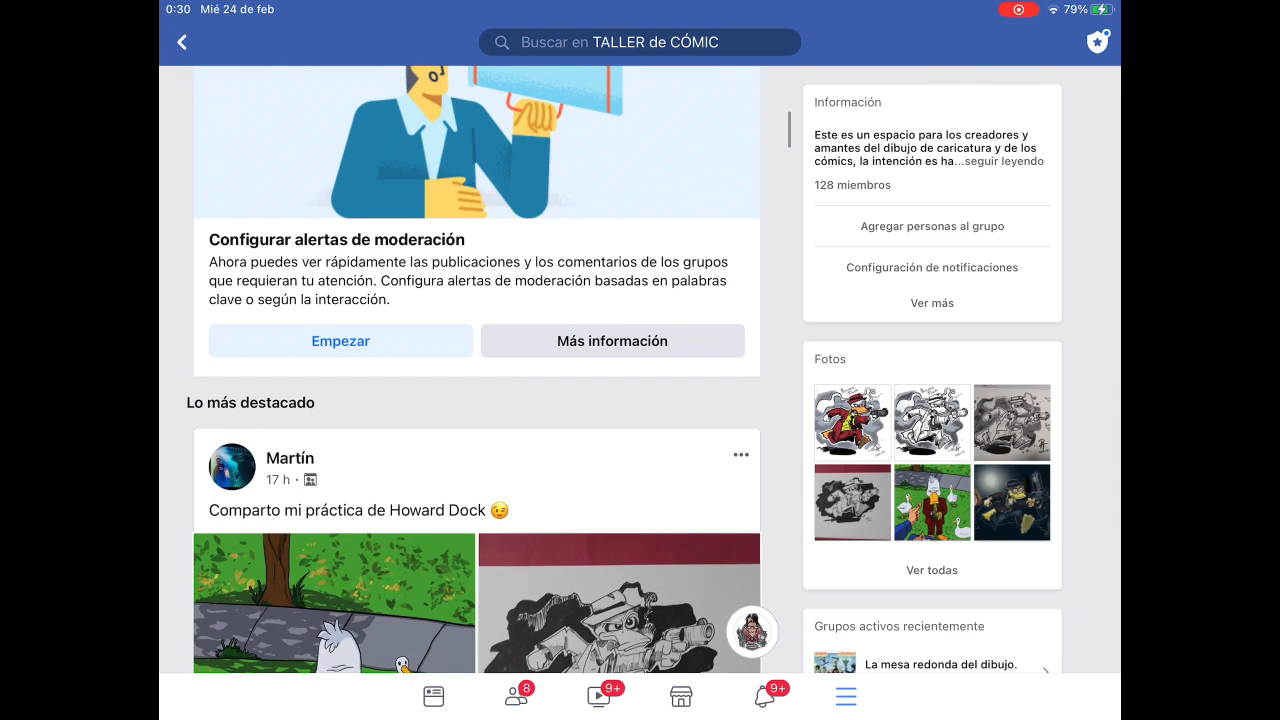 0:30 Mié 24 de feb
79%
Buscar en TALLER de CÓMIC
Configurar alertas de moderación
Ahora puedes ver rápidamente las publicaciones y los comentarios de los grupos
que requieran tu atención. Configura alertas de moderación basadas en palabras
clave o según la interacción.
Empezar
Más información
Lo más destacado
Martín
17 h ·
Comparto mi práctica de Howard Dock 😉
Información
Este es un espacio para los creadores y
amantes del dibujo de caricatura y de los
cómics, la intención es ha...seguir leyendo
128 miembros
Agregar personas al grupo
Configuración de notificaciones
Ver más
Fotos
Ver todas
Grupos activos recientemente
La mesa redonda del dibujo.
8
9+
9+